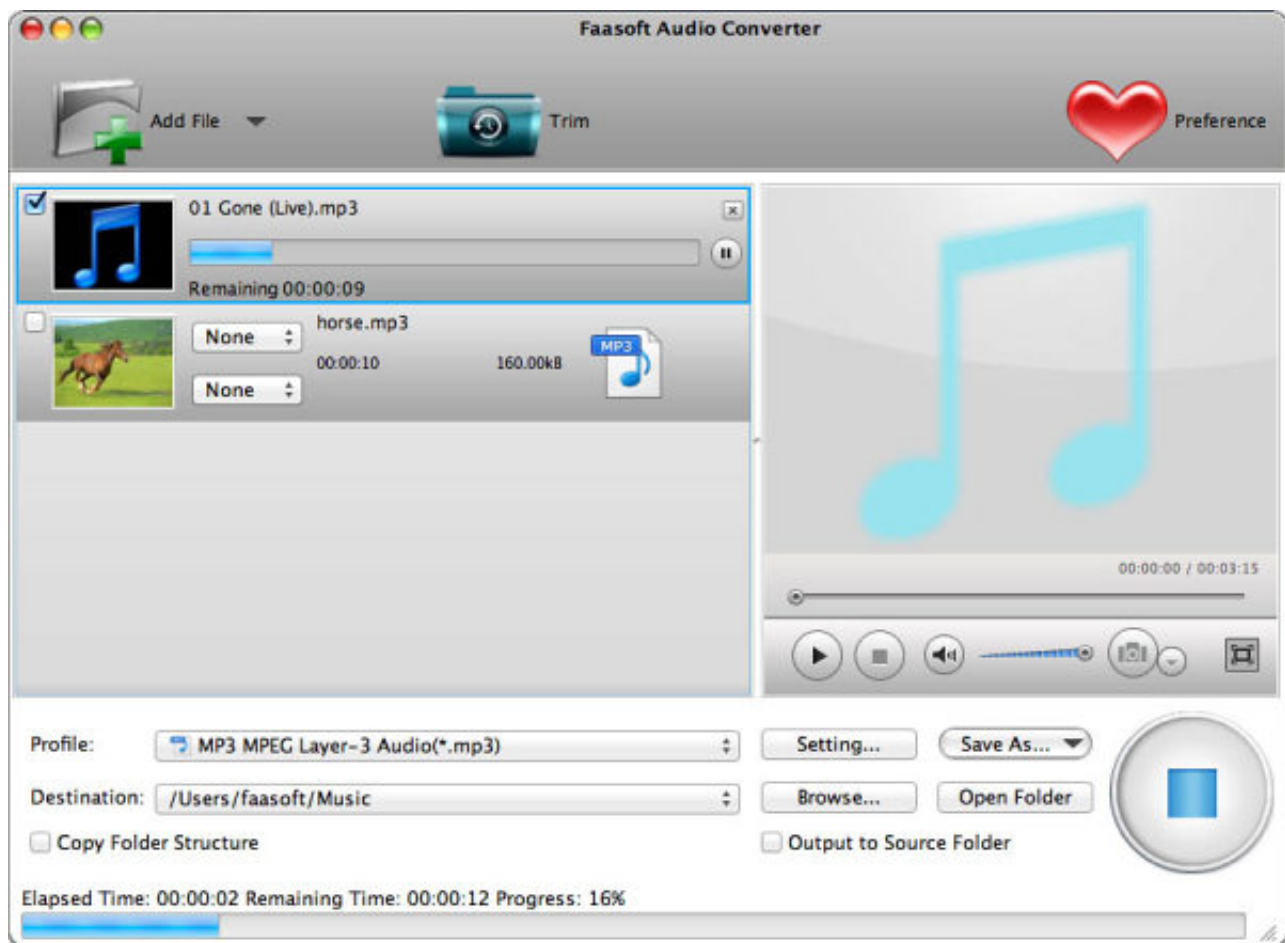 Faasoft Audio Converter
Add File
Trim
Preference
01 Gone (Live).mp3
Remaining 00:00:09
None
horse.mp3
00:00:10
160.00kB
MP3
None
00:00:00 / 00:03:15
Profile:
MP3 MPEG Layer-3 Audio(*.mp3)
Setting...
Save As...
Destination:
/Users/faasoft/Music
Browse...
Open Folder
Copy Folder Structure
Output to Source Folder
Elapsed Time: 00:00:02 Remaining Time: 00:00:12 Progress: 16%